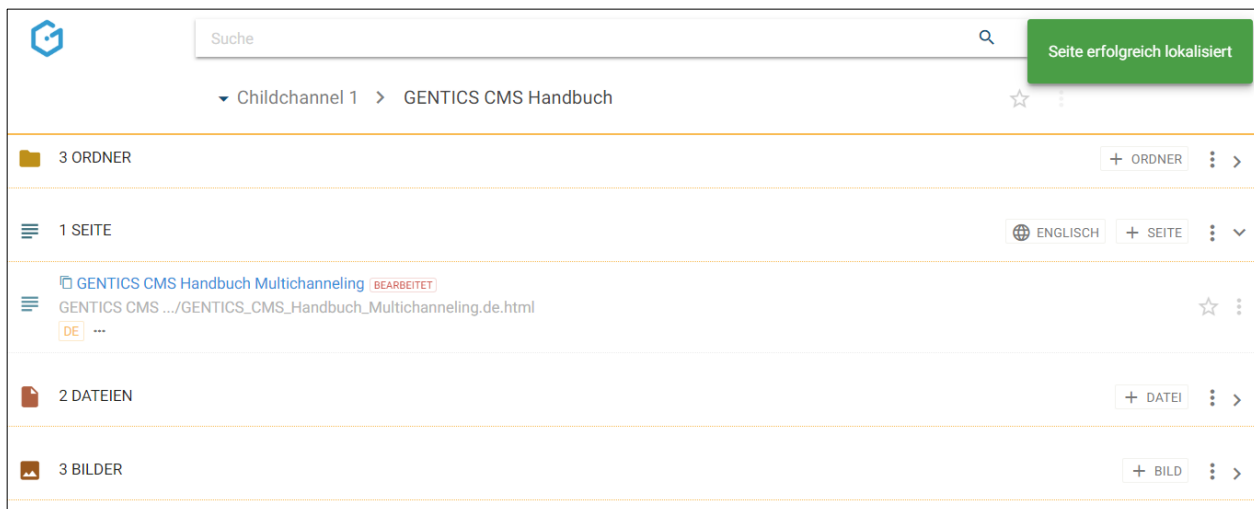 Suche
Seite erfolgreich lokalisiert
Childchannel 1 > GENTICS CMS Handbuch
3 ORDNER
+ ORDNER
1 SEITE
ENGLISCH
+ SEITE
GENTICS CMS Handbuch Multichanneling BEARBEITET
GENTICS CMS .../GENTICS_CMS_Handbuch_Multichanneling.de.html
DE ...
2 DATEIEN
+ DATEI
3 BILDER
+ BILD